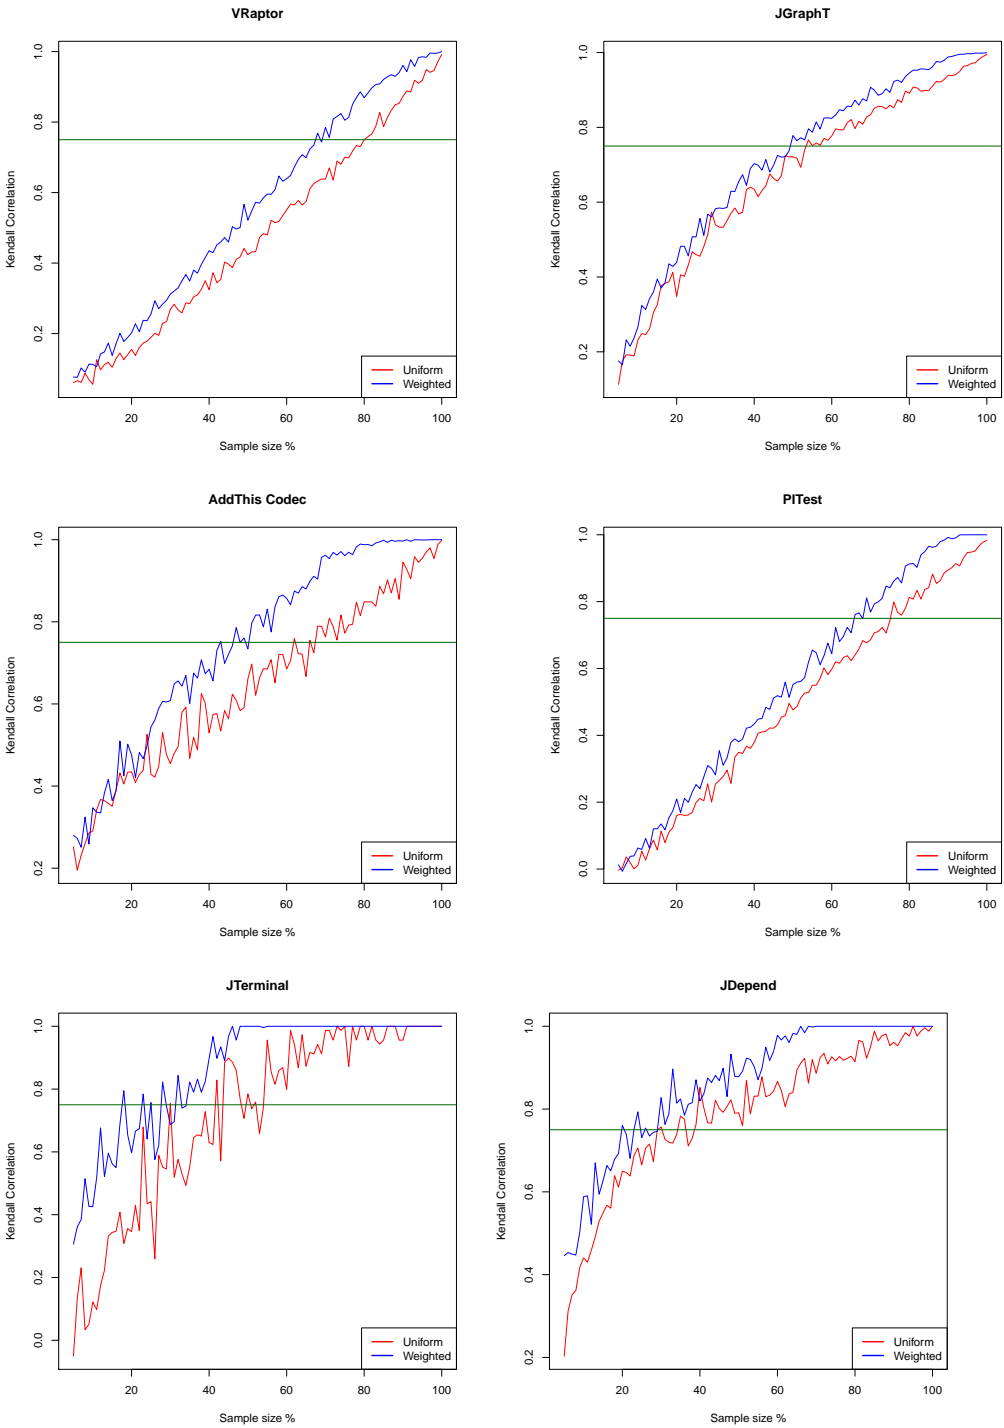 VRaptor
Kendall Correlation
0.2 0.4 0.6 0.8 1.0
Uniform
Weighted
20 40 60 80 100
Sample size %
JGraphT
Kendall Correlation
0.2 0.4 0.6 0.8 1.0
Uniform
Weighted
20 40 60 80 100
Sample size %
AddThis Codec
Kendall Correlation
0.2 0.4 0.6 0.8 1.0
Uniform
Weighted
20 40 60 80 100
Sample size %
PITest
Kendall Correlation
0.0 0.2 0.4 0.6 0.8 1.0
Uniform
Weighted
20 40 60 80 100
Sample size %
JTerminal
Kendall Correlation
0.0 0.2 0.4 0.6 0.8 1.0
Uniform
Weighted
20 40 60 80 100
Sample size %
JDepend
Kendall Correlation
0.2 0.4 0.6 0.8 1.0
Uniform
Weighted
20 40 60 80 100
Sample size %